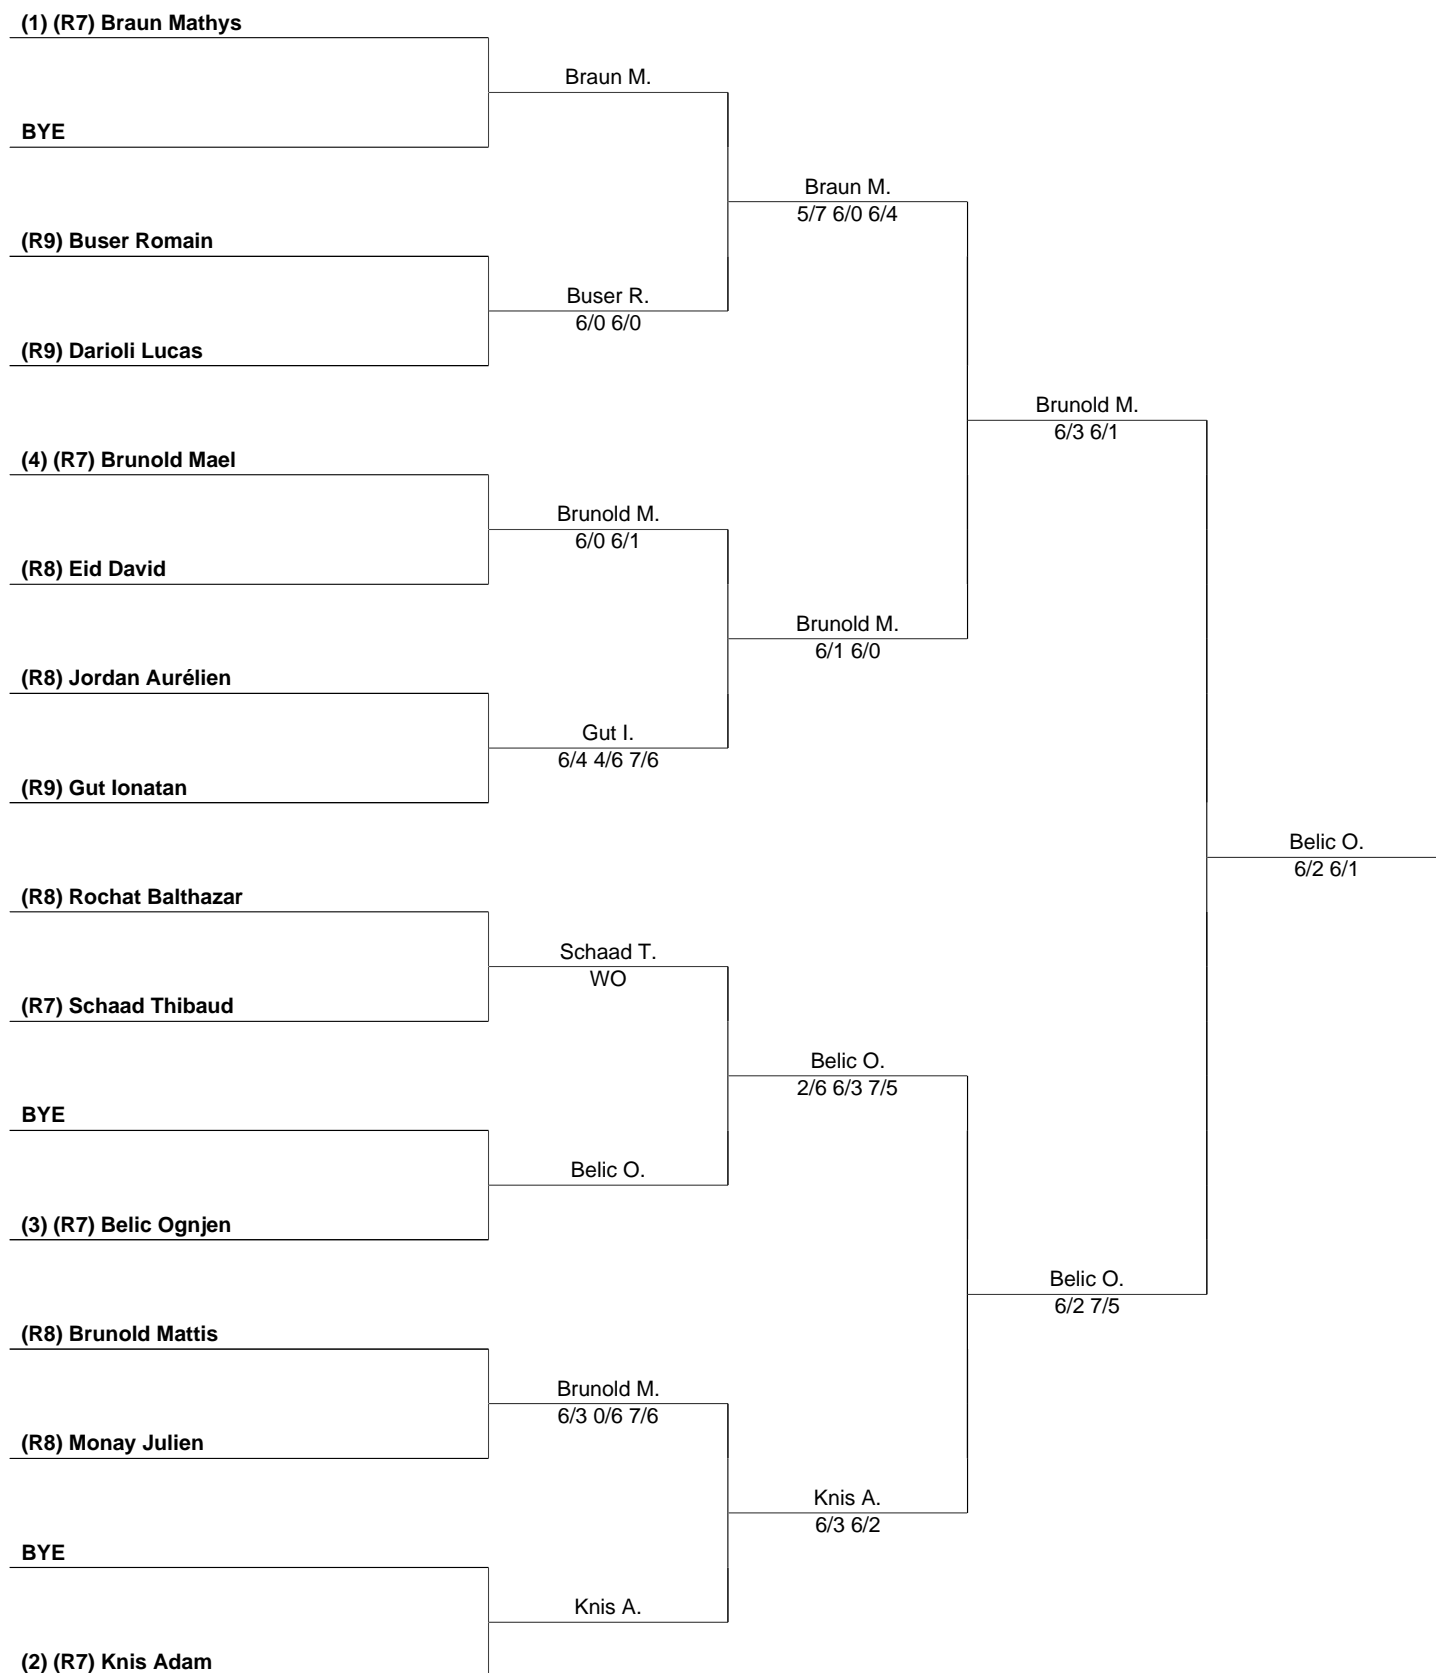 (1) (R7) Braun Mathys
Braun M.
BYE
Braun M.
5/7 6/0 6/4
(R9) Buser Romain
Buser R.
6/0 6/0
(R9) Darioli Lucas
Brunold M.
6/3 6/1
(4) (R7) Brunold Mael
Brunold M.
6/0 6/1
(R8) Eid David
Brunold M.
6/1 6/0
(R8) Jordan Aurélien
Gut I.
6/4 4/6 7/6
(R9) Gut Ionatan
Belic O.
6/2 6/1
(R8) Rochat Balthazar
Schaad T.
WO
(R7) Schaad Thibaud
Belic O.
2/6 6/3 7/5
BYE
Belic O.
(3) (R7) Belic Ognjen
Belic O.
6/2 7/5
(R8) Brunold Mattis
Brunold M.
6/3 0/6 7/6
(R8) Monay Julien
Knis A.
6/3 6/2
BYE
Knis A.
(2) (R7) Knis Adam